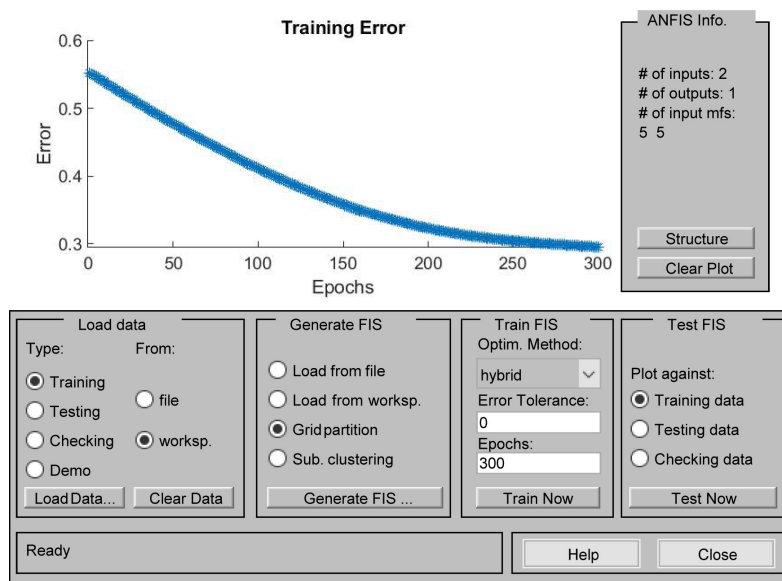 Training Error
0.6
0.5
0.4
0.3
Error
0 50 100 150 200 250 300
Epochs
ANFIS Info.
# of inputs: 2
# of outputs: 1
# of input mfs:
5 5
Structure
Clear Plot
Load data
Type: From:
Training
Testing
Checking
Demo
file
worksp.
Load Data... Clear Data
Generate FIS
Load from file
Load from worksp.
Grid partition
Sub. clustering
Generate FIS ...
Train FIS
Optim. Method:
hybrid
Error Tolerance:
0
Epochs:
300
Train Now
Test FIS
Plot against:
Training data
Testing data
Checking data
Test Now
Ready
Help Close